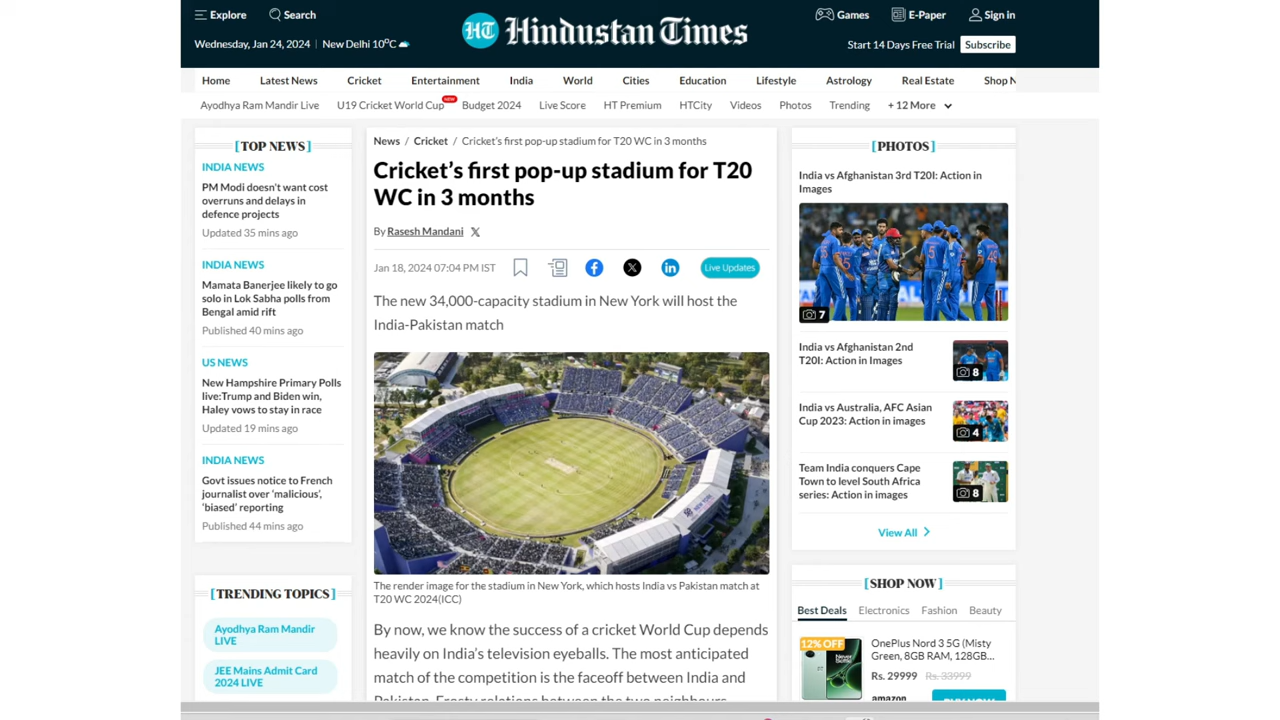 Explore
Search
HT Hindustan Times
Games
E-Paper
Sign in
Wednesday, Jan 24, 2024 | New Delhi 10°C
Start 14 Days Free Trial Subscribe
Home Latest News Cricket Entertainment India World Cities Education Lifestyle Astrology Real Estate Shop N
Ayodhya Ram Mandir Live U19 Cricket World Cup NEW Budget 2024 Live Score HT Premium HTCity Videos Photos Trending + 12 More
[TOP NEWS]
INDIA NEWS
PM Modi doesn't want cost
overruns and delays in
defence projects
Updated 35 mins ago
INDIA NEWS
Mamata Banerjee likely to go
solo in Lok Sabha polls from
Bengal amid rift
Published 40 mins ago
US NEWS
New Hampshire Primary Polls
live:Trump and Biden win,
Haley vows to stay in race
Updated 19 mins ago
INDIA NEWS
Govt issues notice to French
journalist over ‘malicious’,
‘biased’ reporting
Published 44 mins ago
[TRENDING TOPICS]
Ayodhya Ram Mandir
LIVE
JEE Mains Admit Card
2024 LIVE
News / Cricket / Cricket’s first pop-up stadium for T20 WC in 3 months
Cricket’s first pop-up stadium for T20
WC in 3 months
By Rasesh Mandani
Jan 18, 2024 07:04 PM IST
Live Updates
The new 34,000-capacity stadium in New York will host the
India-Pakistan match
The render image for the stadium in New York, which hosts India vs Pakistan match at
T20 WC 2024(ICC)
By now, we know the success of a cricket World Cup depends
heavily on India’s television eyeballs. The most anticipated
match of the competition is the faceoff between India and
Pakistan. Frosty relations between the two neighbours
[PHOTOS]
India vs Afghanistan 3rd T20I: Action in
Images
7
India vs Afghanistan 2nd
T20I: Action in Images
8
India vs Australia, AFC Asian
Cup 2023: Action in images
4
Team India conquers Cape
Town to level South Africa
series: Action in images
8
View All
[SHOP NOW]
Best Deals Electronics Fashion Beauty
12% OFF
OnePlus Nord 3 5G (Misty
Green, 8GB RAM, 128GB...
Rs. 29999 Rs. 33999
amazon
BUY NOW